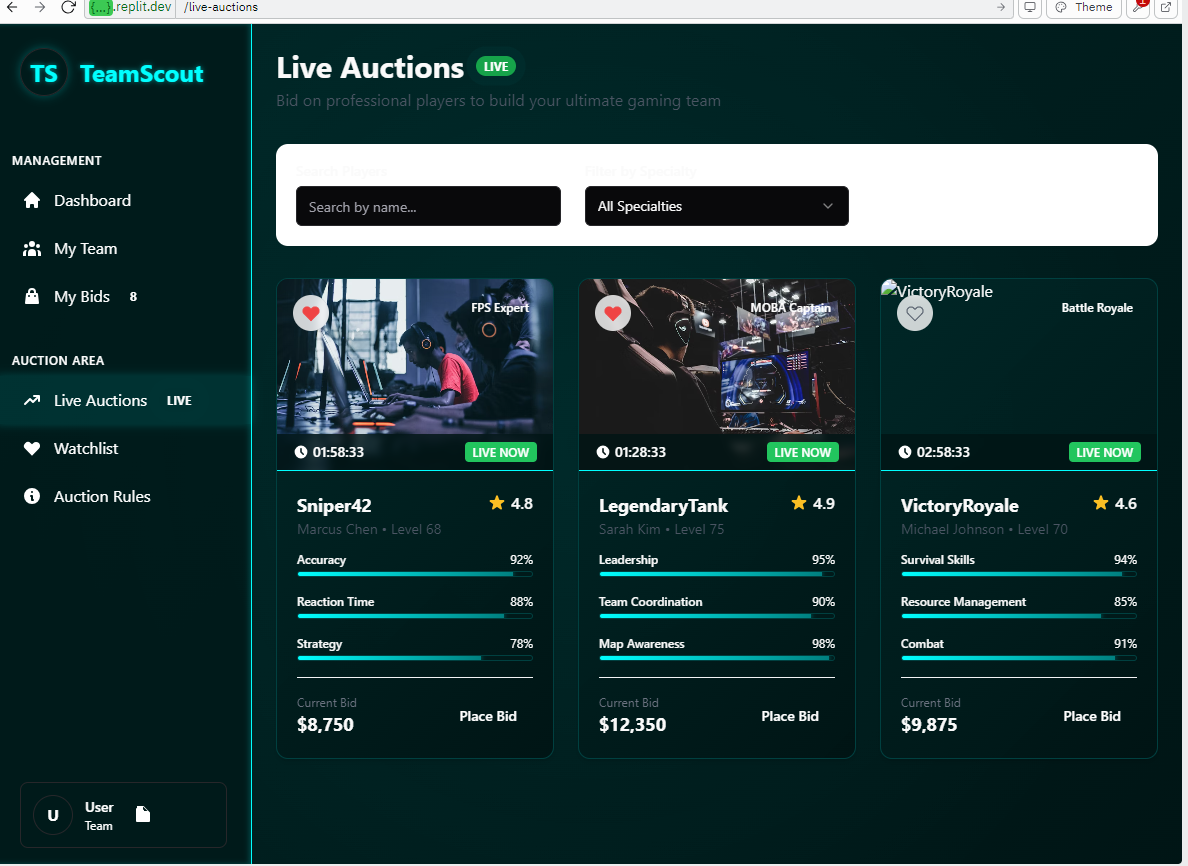 {...}.replit.dev /live-auctions
Theme
1
TS TeamScout
MANAGEMENT
Dashboard
My Team
My Bids 8
AUCTION AREA
Live Auctions LIVE
Watchlist
Auction Rules
U
User
Team
Live Auctions LIVE
Bid on professional players to build your ultimate gaming team
Search Players
Search by name...
Filter by Specialty
All Specialties
FPS Expert
01:58:33 LIVE NOW
Sniper42 4.8
Marcus Chen • Level 68
Accuracy 92%
Reaction Time 88%
Strategy 78%
Current Bid
$8,750
Place Bid
MOBA Captain
01:28:33 LIVE NOW
LegendaryTank 4.9
Sarah Kim • Level 75
Leadership 95%
Team Coordination 90%
Map Awareness 98%
Current Bid
$12,350
Place Bid
VictoryRoyale
Battle Royale
02:58:33 LIVE NOW
VictoryRoyale 4.6
Michael Johnson • Level 70
Survival Skills 94%
Resource Management 85%
Combat 91%
Current Bid
$9,875
Place Bid